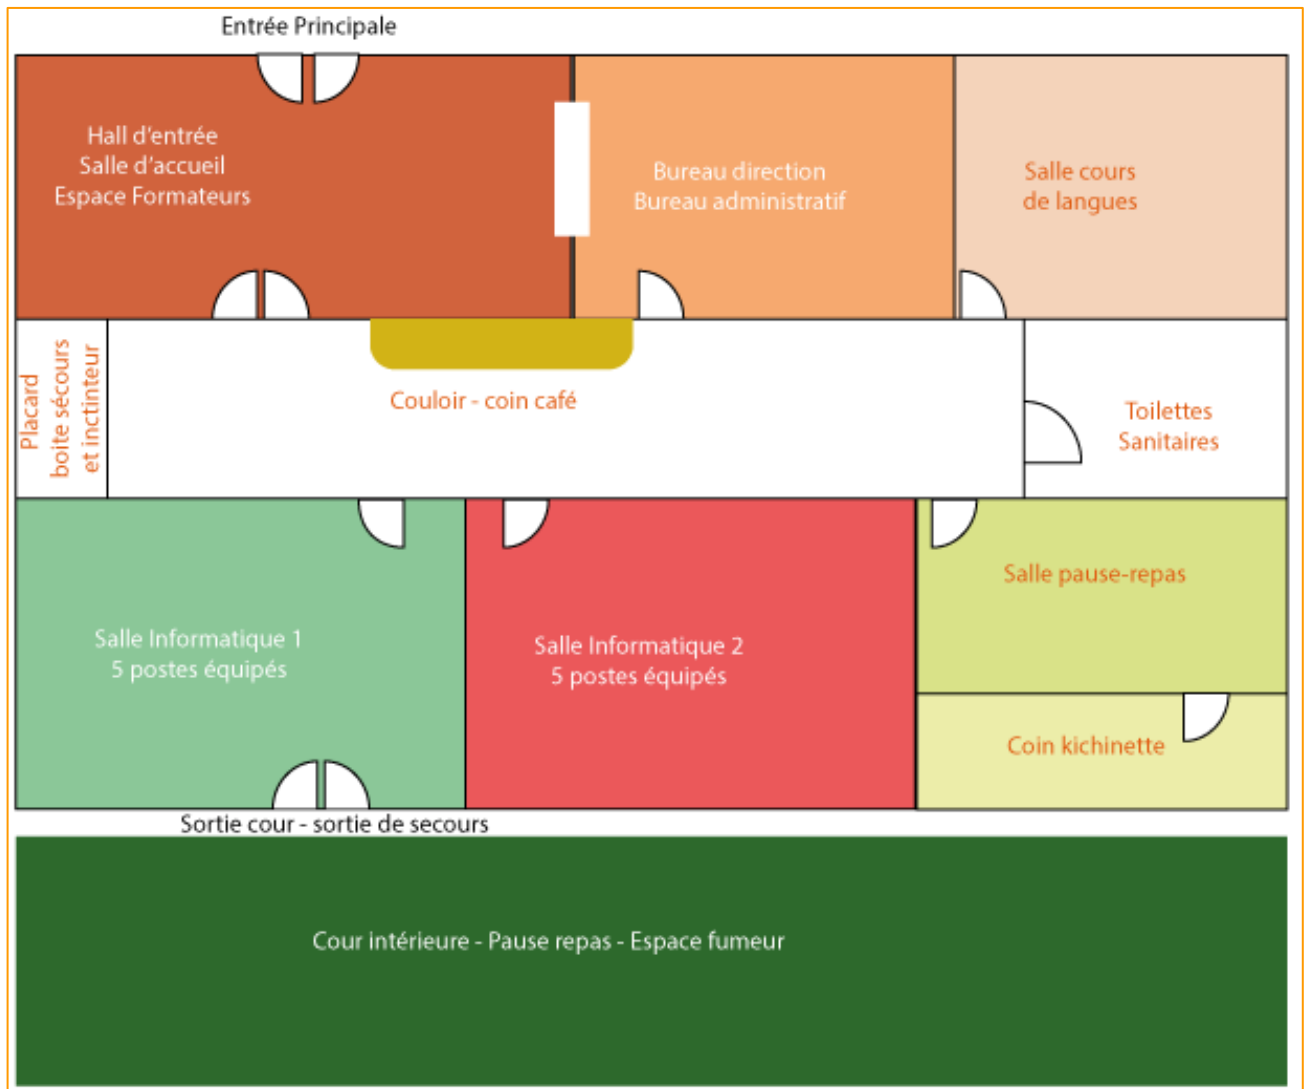 Entrée Principale
Hall d'entrée
Salle d'accueil
Espace Formateurs
Bureau direction
Bureau administratif
Salle cours
de langues
Placard
boite sécours
et inctinteur
Couloir - coin café
Toilettes
Sanitaires
Salle Informatique 1
5 postes équipés
Salle Informatique 2
5 postes équipés
Salle pause-repas
Coin kichinette
Sortie cour - sortie de secours
Cour intérieure - Pause repas - Espace fumeur